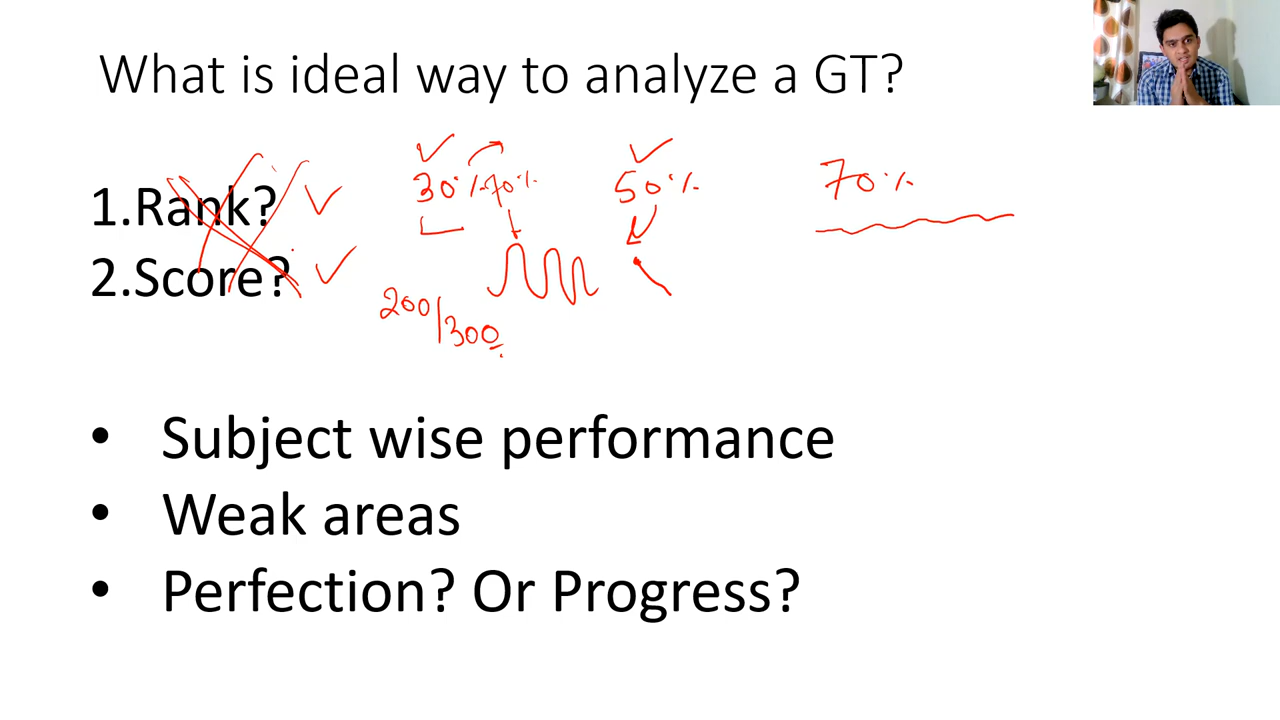 What is ideal way to analyze a GT?
30% 70% 50% 70%
1.Rank?
2.Score?
200/300
• Subject wise performance
• Weak areas
• Perfection? Or Progress?